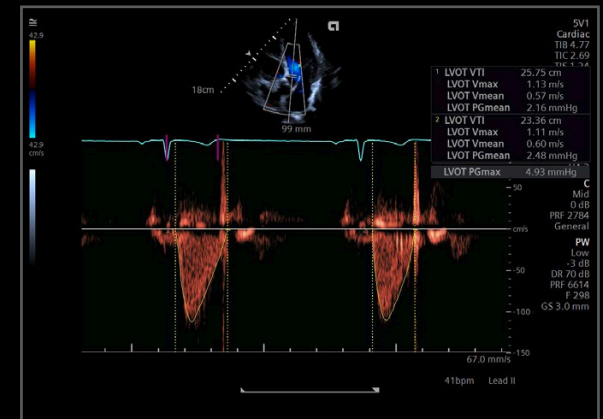 5V1
Cardiac
TIB 4.77
TIC 2.69
TIS 1.24
42.9
42.9
cm/s
18cm
99 mm
1 LVOT VTI 25.75 cm
LVOT Vmax 1.13 m/s
LVOT Vmean 0.57 m/s
LVOT PGmean 2.16 mmHg
2 LVOT VTI 23.36 cm
LVOT Vmax 1.11 m/s
LVOT Vmean 0.60 m/s
LVOT PGmean 2.48 mmHg
LVOT PGmax 4.93 mmHg
C
Mid
0 dB
PRF 2784
General
PW
Low
-3 dB
DR 70 dB
PRF 6614
F 298
GS 3.0 mm
50
cm/s
-50
-100
-150
67.0 mm/s
41bpm Lead II